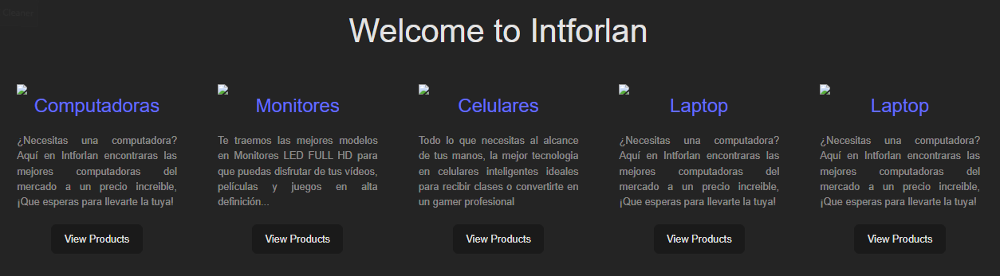 Welcome to Intforlan
Computadoras
¿Necesitas una computadora?
Aquí en Intforlan encontraras las
mejores computadoras del
mercado a un precio increible,
¡Que esperas para llevarte la tuya!
View Products
Monitores
Te traemos las mejores modelos
en Monitores LED FULL HD para
que puedas disfrutar de tus vídeos,
películas y juegos en alta
definición...
View Products
Celulares
Todo lo que necesitas al alcance
de tus manos, la mejor tecnologia
en celulares inteligentes ideales
para recibir clases o convertirte en
un gamer profesional
View Products
Laptop
¿Necesitas una computadora?
Aquí en Intforlan encontraras las
mejores computadoras del
mercado a un precio increible,
¡Que esperas para llevarte la tuya!
View Products
Laptop
¿Necesitas una computadora?
Aquí en Intforlan encontraras las
mejores computadoras del
mercado a un precio increible,
¡Que esperas para llevarte la tuya!
View Products